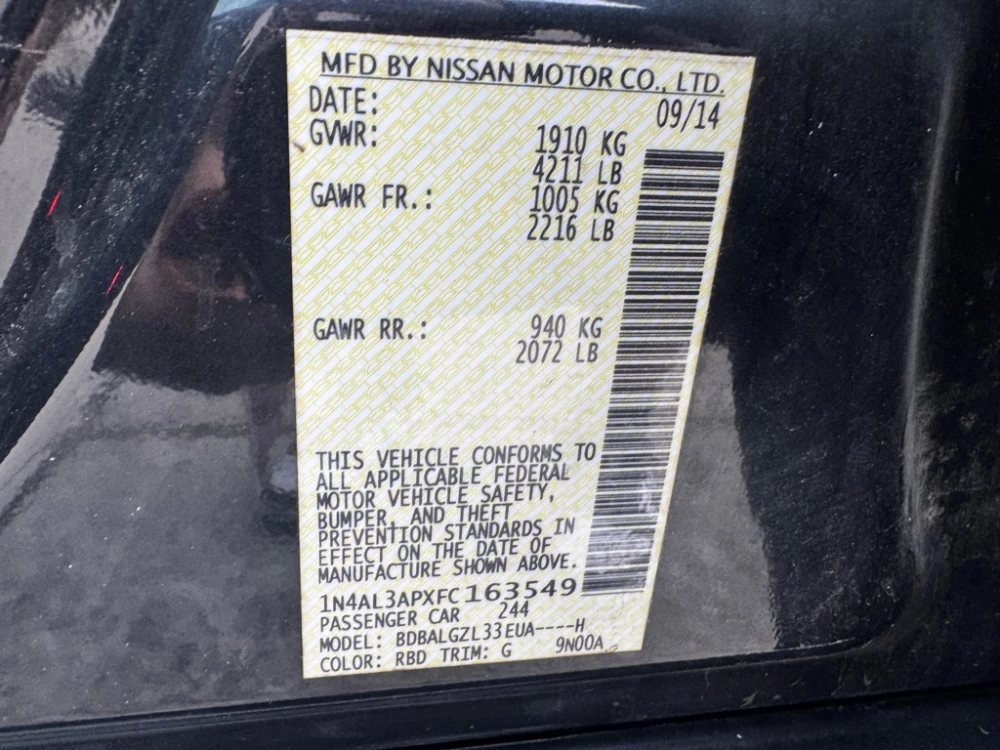 MFD BY NISSAN MOTOR CO., LTD.
DATE: 09/14
GVWR: 1910 KG
4211 LB
GAWR FR.: 1005 KG
2216 LB
GAWR RR.: 940 KG
2072 LB
THIS VEHICLE CONFORMS TO
ALL APPLICABLE FEDERAL
MOTOR VEHICLE SAFETY,
BUMPER, AND THEFT
PREVENTION STANDARDS IN
EFFECT ON THE DATE OF
MANUFACTURE SHOWN ABOVE.
1N4AL3APXFC 163549
PASSENGER CAR 244
MODEL: BDBALGZL33EUA----H
COLOR: RBD TRIM: G 9N00A